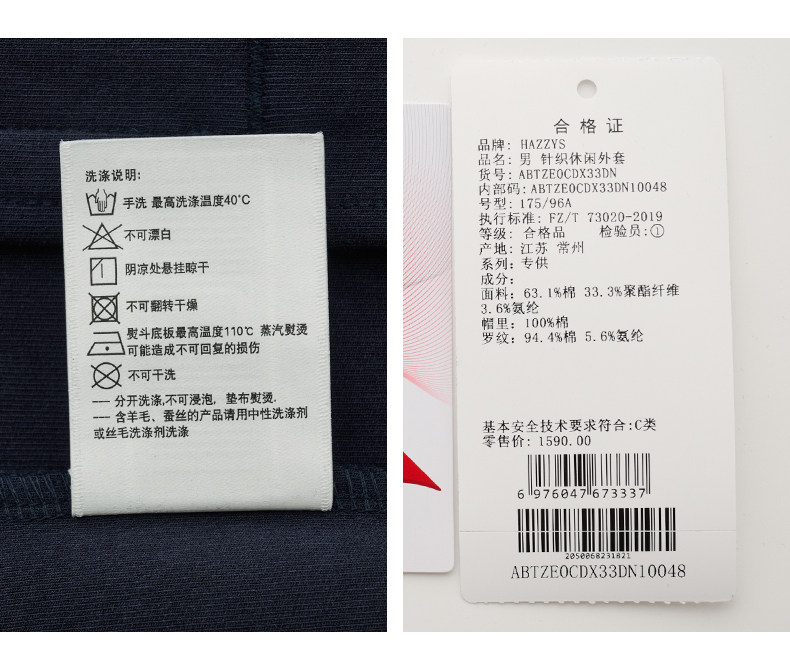 洗涤说明:
手洗 最高洗涤温度40℃
不可漂白
阴凉处悬挂晾干
不可翻转干燥
熨斗底板最高温度110℃ 蒸汽熨烫
可能造成不可回复的损伤
不可干洗
--- 分开洗涤,不可浸泡, 垫布熨烫.
--- 含羊毛、蚕丝的产品请用中性洗涤剂
或丝毛洗涤剂洗涤
合格证
品牌: HAZZYS
品名: 男 针织休闲外套
货号: ABTZE0CDX33DN
内部码: ABTZE0CDX33DN10048
号型: 175/96A
执行标准: FZ/T 73020-2019
等级: 合格品 检验员:①
产地: 江苏 常州
系列: 专供
成分:
面料: 63.1%棉 33.3%聚酯纤维
3.6%氨纶
帽里: 100%棉
罗纹: 94.4%棉 5.6%氨纶
基本安全技术要求符合:C类
零售价: 1590.00
6 976047 673337
2050068231821
ABTZE0CDX33DN10048